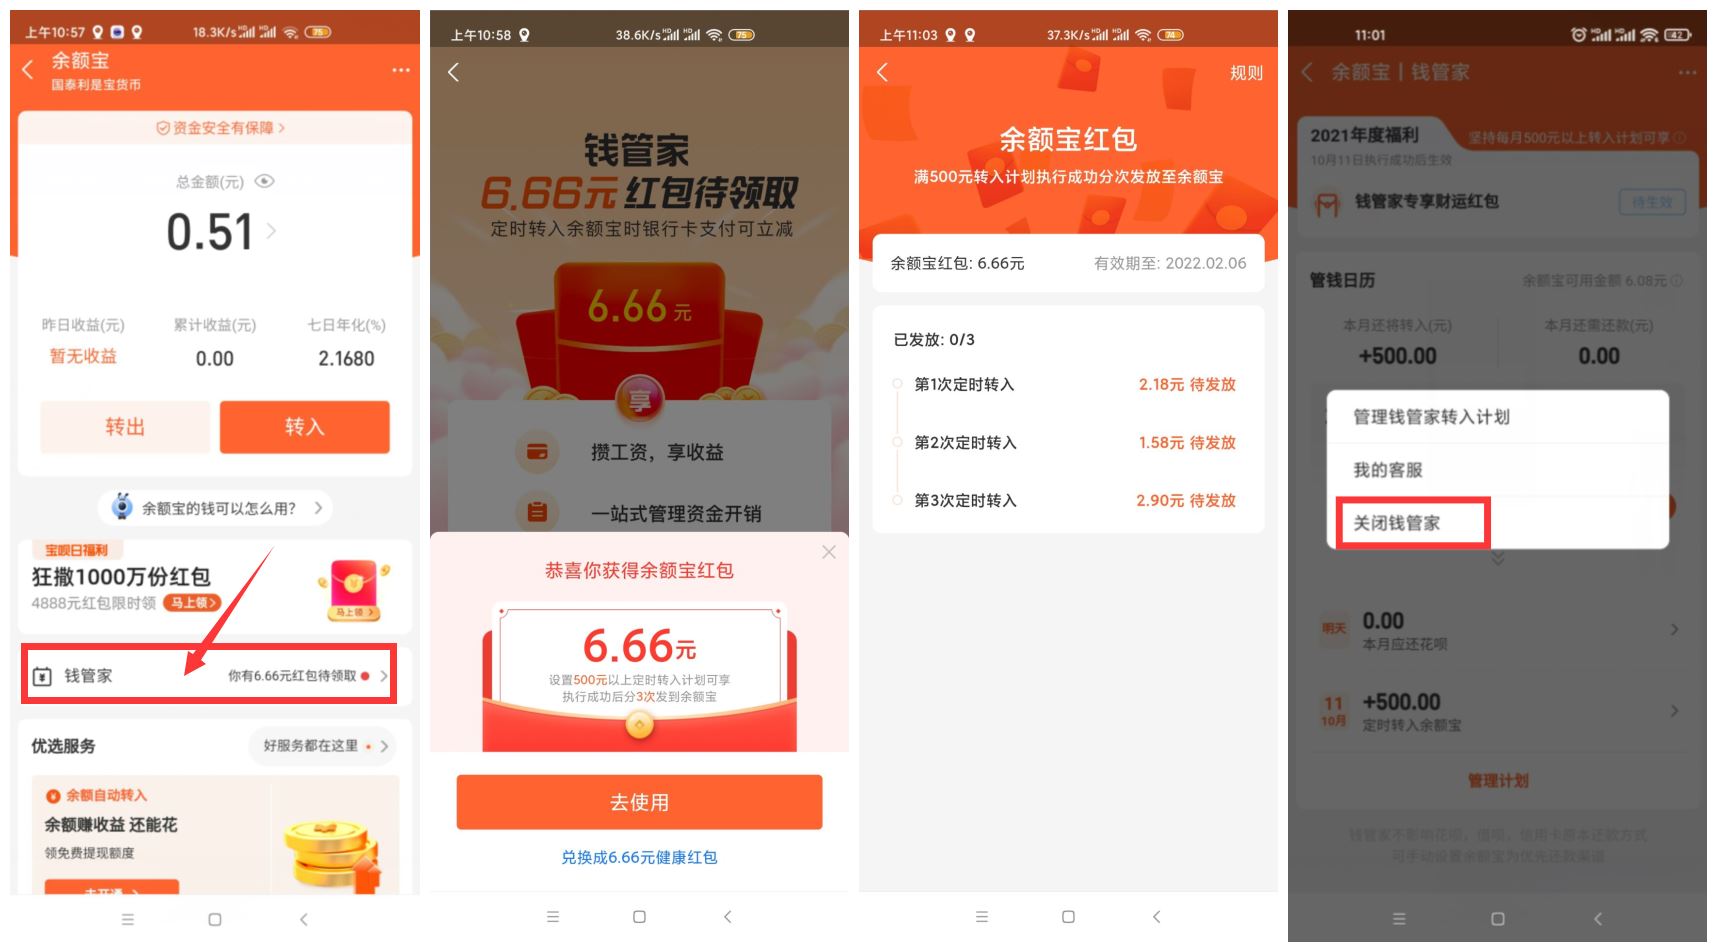 上午10:57
18.3K/s
75
余额宝
国泰利是宝货币
资金安全有保障
总金额(元)
0.51
昨日收益(元)
累计收益(元)
七日年化(%)
暂无收益
0.00
2.1680
转出
转入
余额宝的钱可以怎么用?
宝呗日福利
狂撒1000万份红包
4888元红包限时领
马上领>
马上领 >
钱管家
你有6.66元红包待领取
优选服务
好服务都在这里
余额自动转入
余额赚收益 还能花
领免费提现额度
去开通 >
上午10:58
38.6K/s
75
钱管家
6.66元红包待领取
定时转入余额宝时银行卡支付可立减
6.66元
享
攒工资，享收益
一站式管理资金开销
恭喜你获得余额宝红包
6.66元
设置500元以上定时转入计划可享
执行成功后分3次发到余额宝
去使用
兑换成6.66元健康红包
上午11:03
37.3K/s
74
规则
余额宝红包
满500元转入计划执行成功分次发放至余额宝
余额宝红包: 6.66元
有效期至: 2022.02.06
已发放: 0/3
第1次定时转入
2.18元 待发放
第2次定时转入
1.58元 待发放
第3次定时转入
2.90元 待发放
11:01
42
余额宝 | 钱管家
2021年度福利
坚持每月500元以上转入计划可享
10月11日执行成功后生效
钱管家专享财运红包
待生效
管钱日历
余额宝可用金额 6.08元
本月还将转入(元)
本月还需还款(元)
+500.00
0.00
管理钱管家转入计划
我的客服
关闭钱管家
明天
0.00
本月应还花呗
11
10月
+500.00
定时转入余额宝
管理计划
钱管家不影响花呗，借呗，信用卡原本还款方式
可手动设置余额宝为优先还款渠道